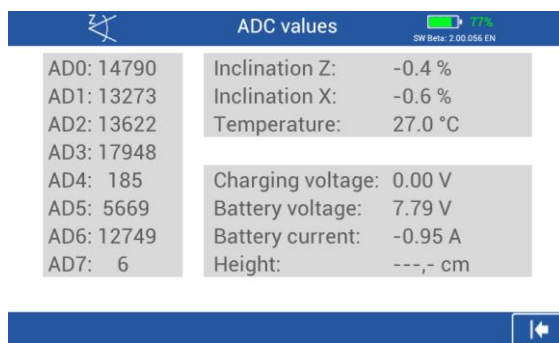 Z
ADC values
77%
SW Beta: 2.00.056 EN
AD0: 14790
AD1: 13273
AD2: 13622
AD3: 17948
AD4: 185
AD5: 5669
AD6: 12749
AD7: 6
Inclination Z: -0.4 %
Inclination X: -0.6 %
Temperature: 27.0 °C
Charging voltage: 0.00 V
Battery voltage: 7.79 V
Battery current: -0.95 A
Height: ---,- cm